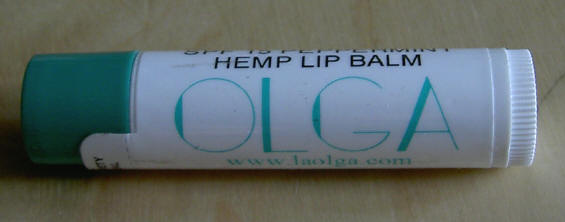 SPF 15 PEPPERMINT
HEMP LIP BALM
OLGA
www.laolga.com